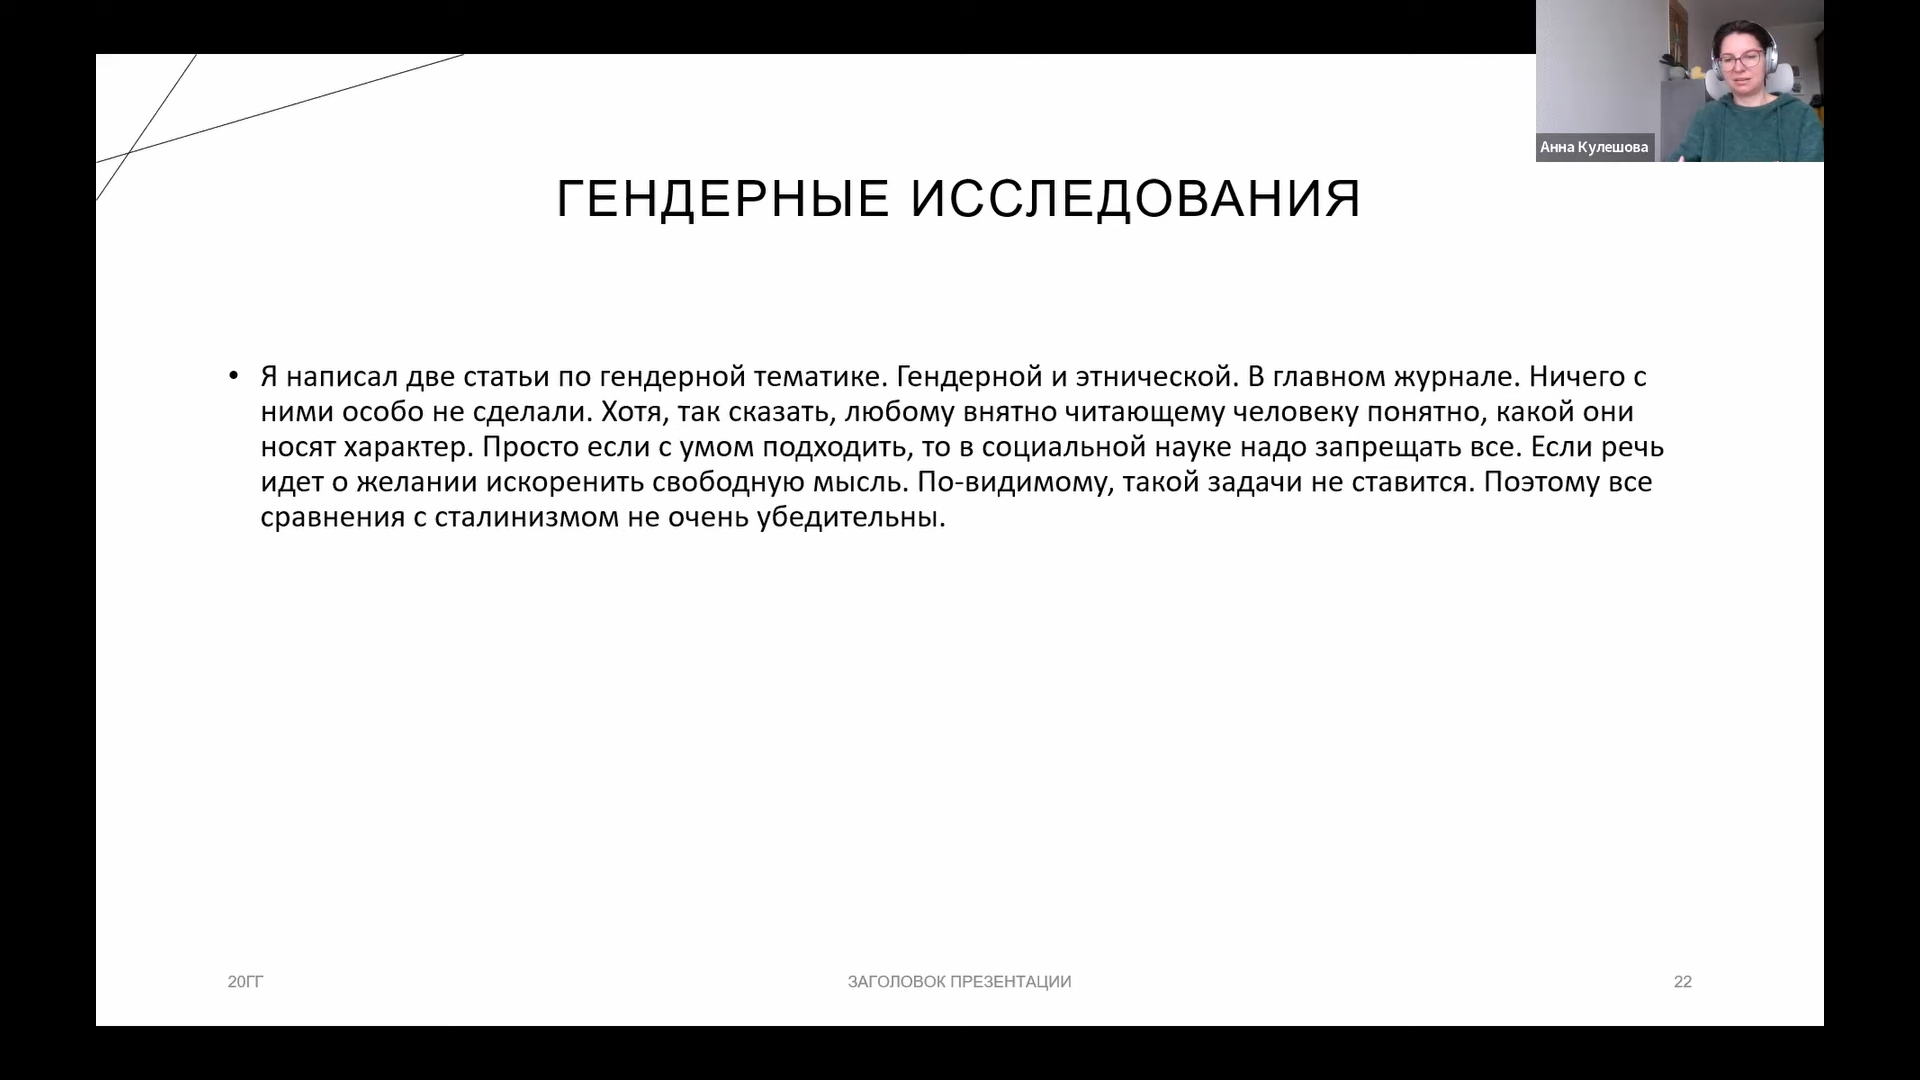 Анна Кулешова
ГЕНДЕРНЫЕ ИССЛЕДОВАНИЯ
• Я написал две статьи по гендерной тематике. Гендерной и этнической. В главном журнале. Ничего с
ними особо не сделали. Хотя, так сказать, любому внятно читающему человеку понятно, какой они
носят характер. Просто если с умом подходить, то в социальной науке надо запрещать все. Если речь
идет о желании искоренить свободную мысль. По-видимому, такой задачи не ставится. Поэтому все
сравнения с сталинизмом не очень убедительны.
20ГГ
ЗАГОЛОВОК ПРЕЗЕНТАЦИИ
22